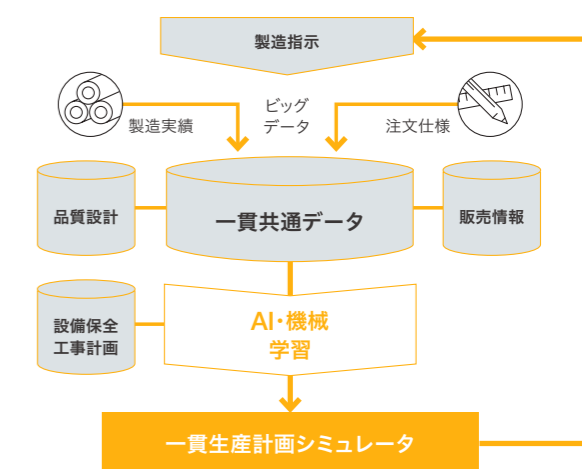 製造指示
製造実績
ビッグ
データ
注文仕様
品質設計
一貫共通データ
販売情報
設備保全
工事計画
AI・機械
学習
一貫生産計画シミュレータ